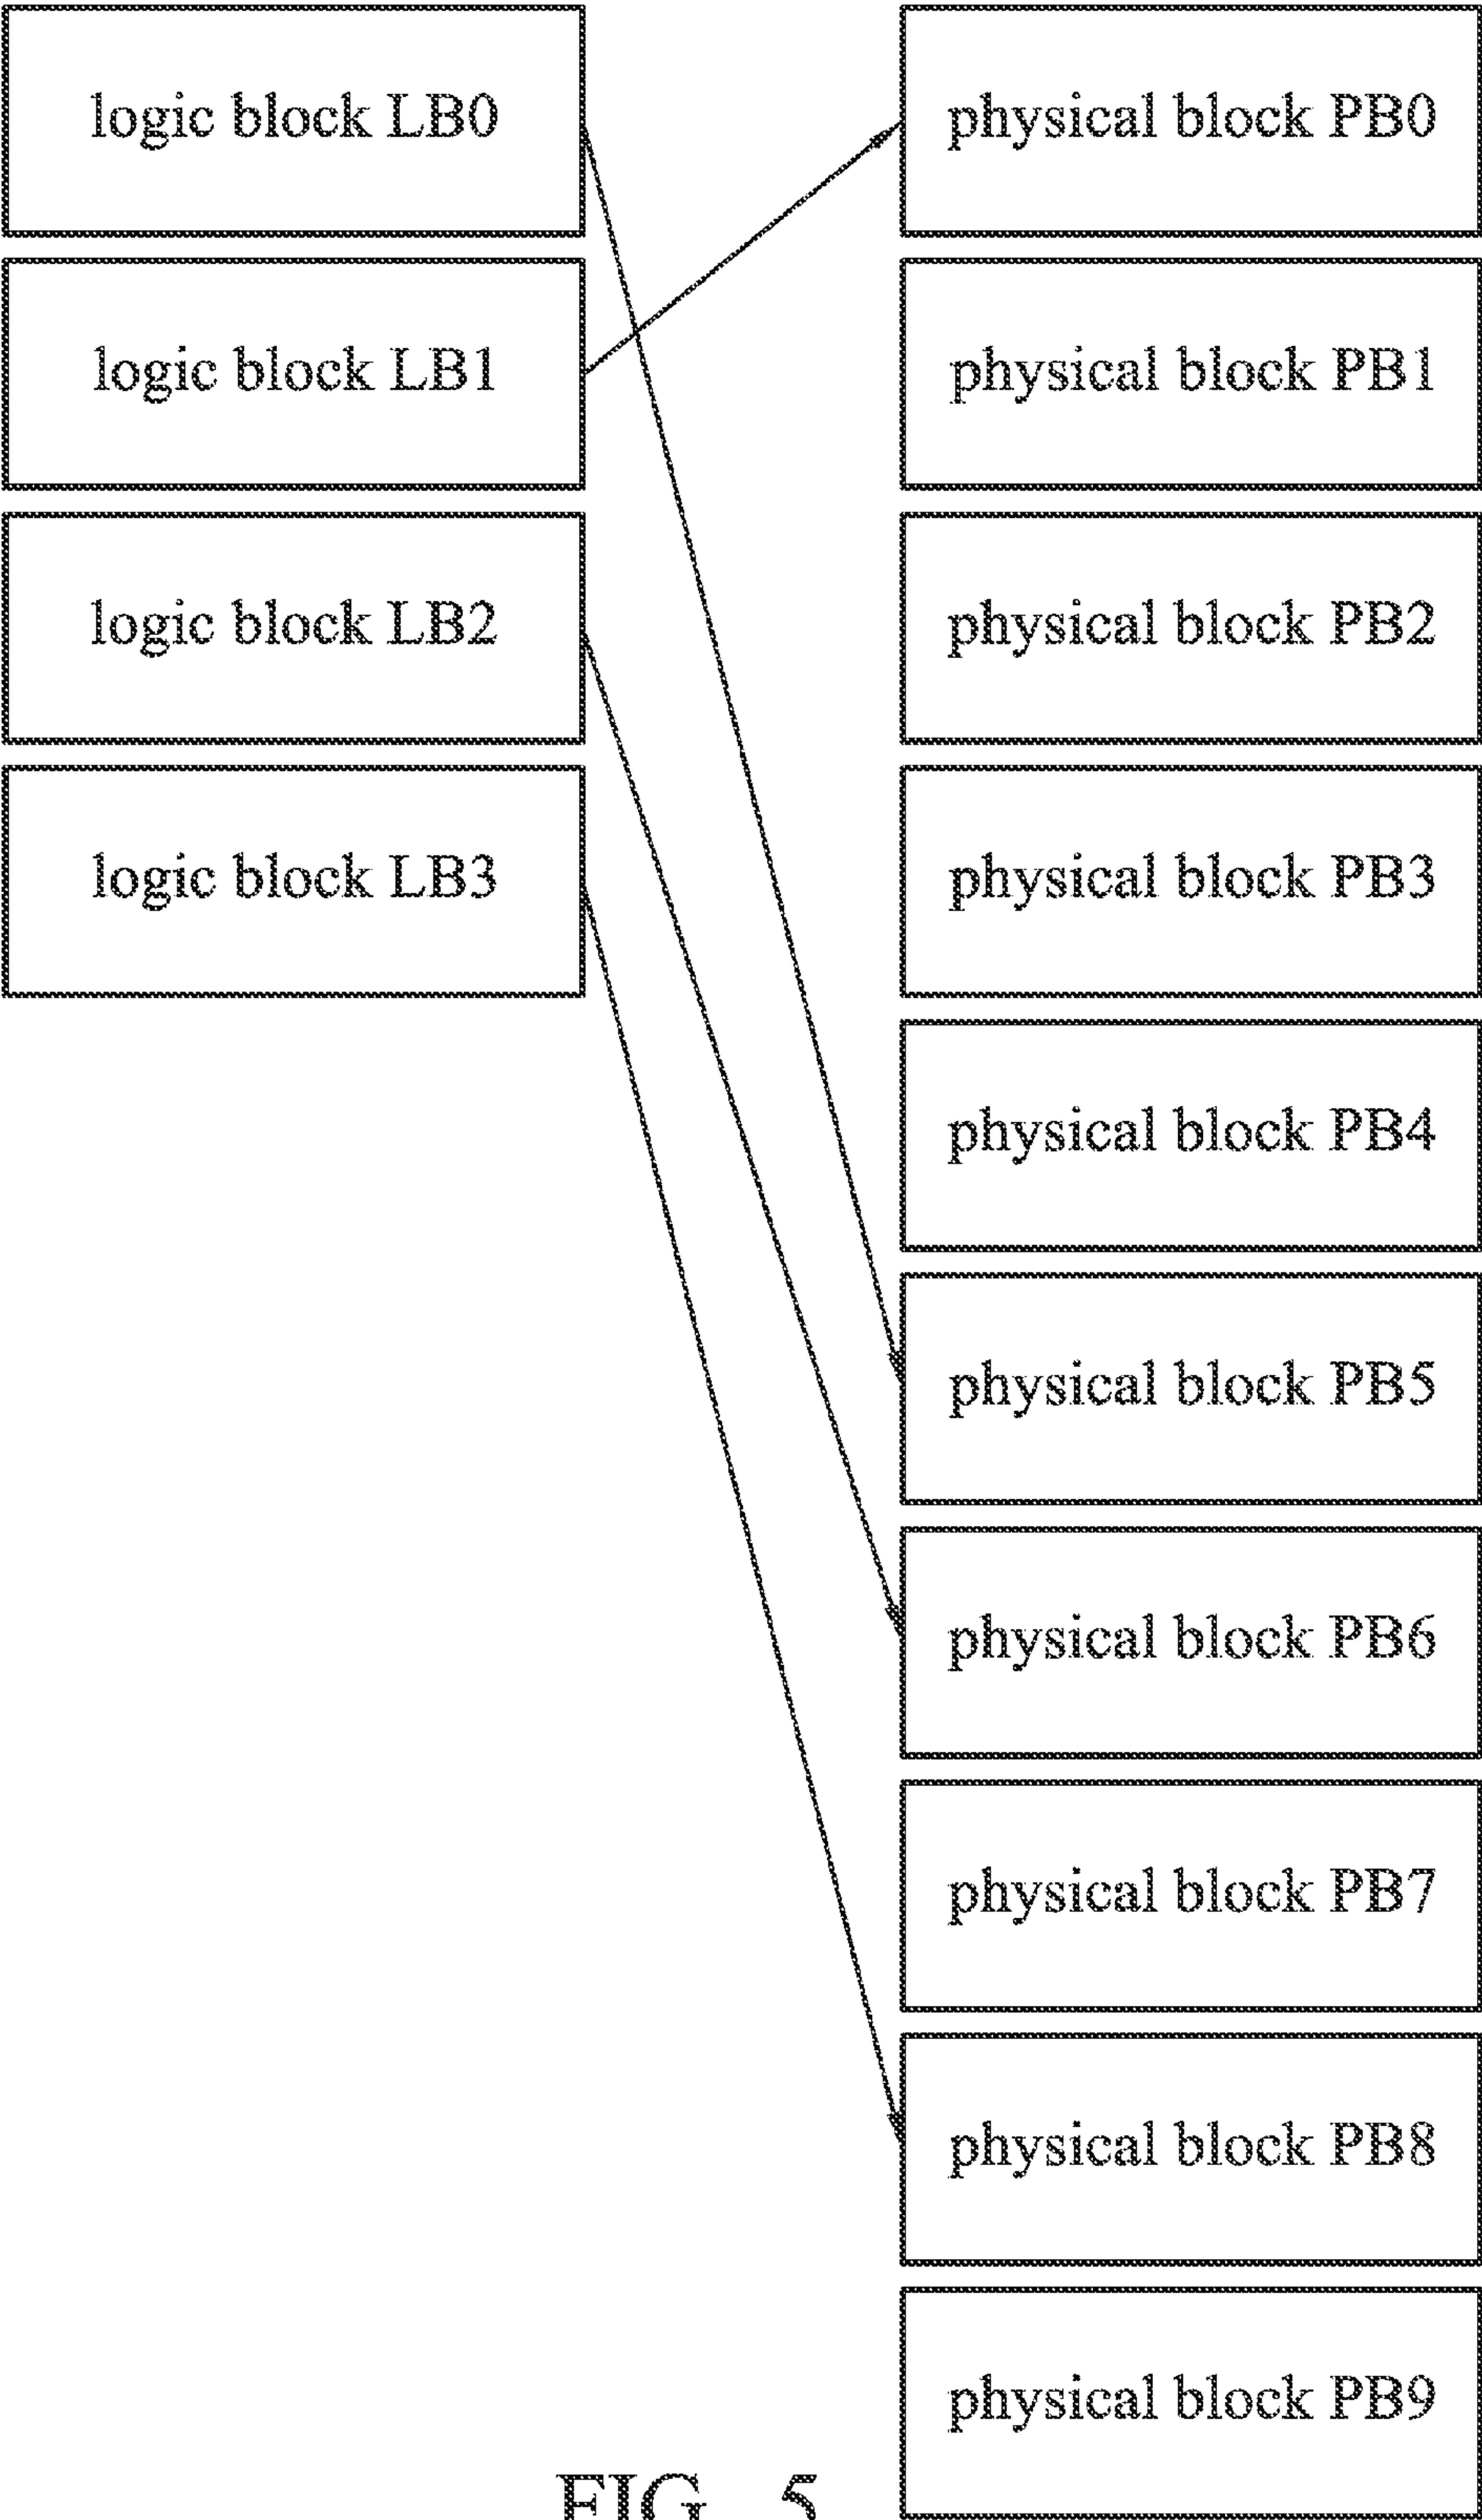 logic block LB0
logic block LB1
logic block LB2
logic block LB3
physical block PB0
physical block PB1
physical block PB2
physical block PB3
physical block PB4
physical block PB5
physical block PB6
physical block PB7
physical block PB8
physical block PB9
FIG. 5